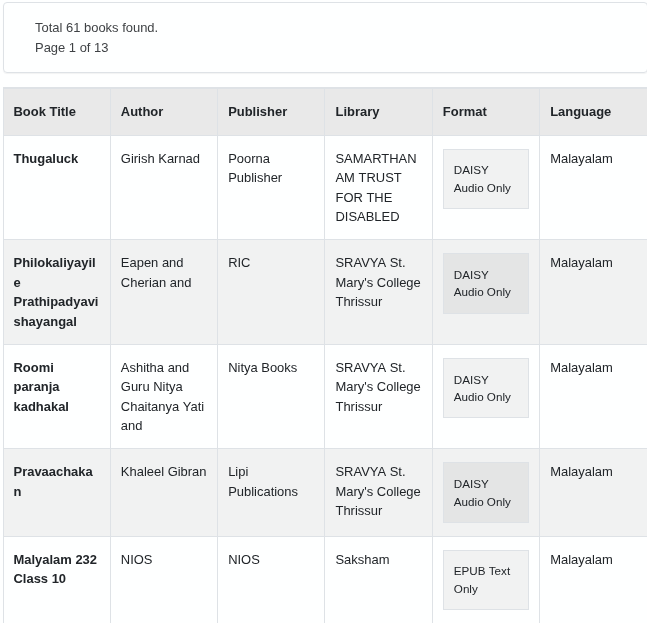 Total 61 books found.
Page 1 of 13
Book Title Author Publisher Library Format Language
Thugaluck Girish Karnad Poorna SAMARTHAN DAISY Malayalam
Publisher AM TRUST Audio Only
FOR THE
DISABLED
Philokaliyayil Eapen and RIC SRAVYA St. DAISY Malayalam
e Cherian and Mary's College Audio Only
Prathipadyavi Thrissur
shayangal
Roomi Ashitha and Nitya Books SRAVYA St. DAISY Malayalam
paranja Guru Nitya Mary's College Audio Only
kadhakal Chaitanya Yati Thrissur
and
Pravaachaka Khaleel Gibran Lipi SRAVYA St. DAISY Malayalam
n Publications Mary's College Audio Only
Thrissur
Malyalam 232 NIOS NIOS Saksham EPUB Text Malayalam
Class 10 Only